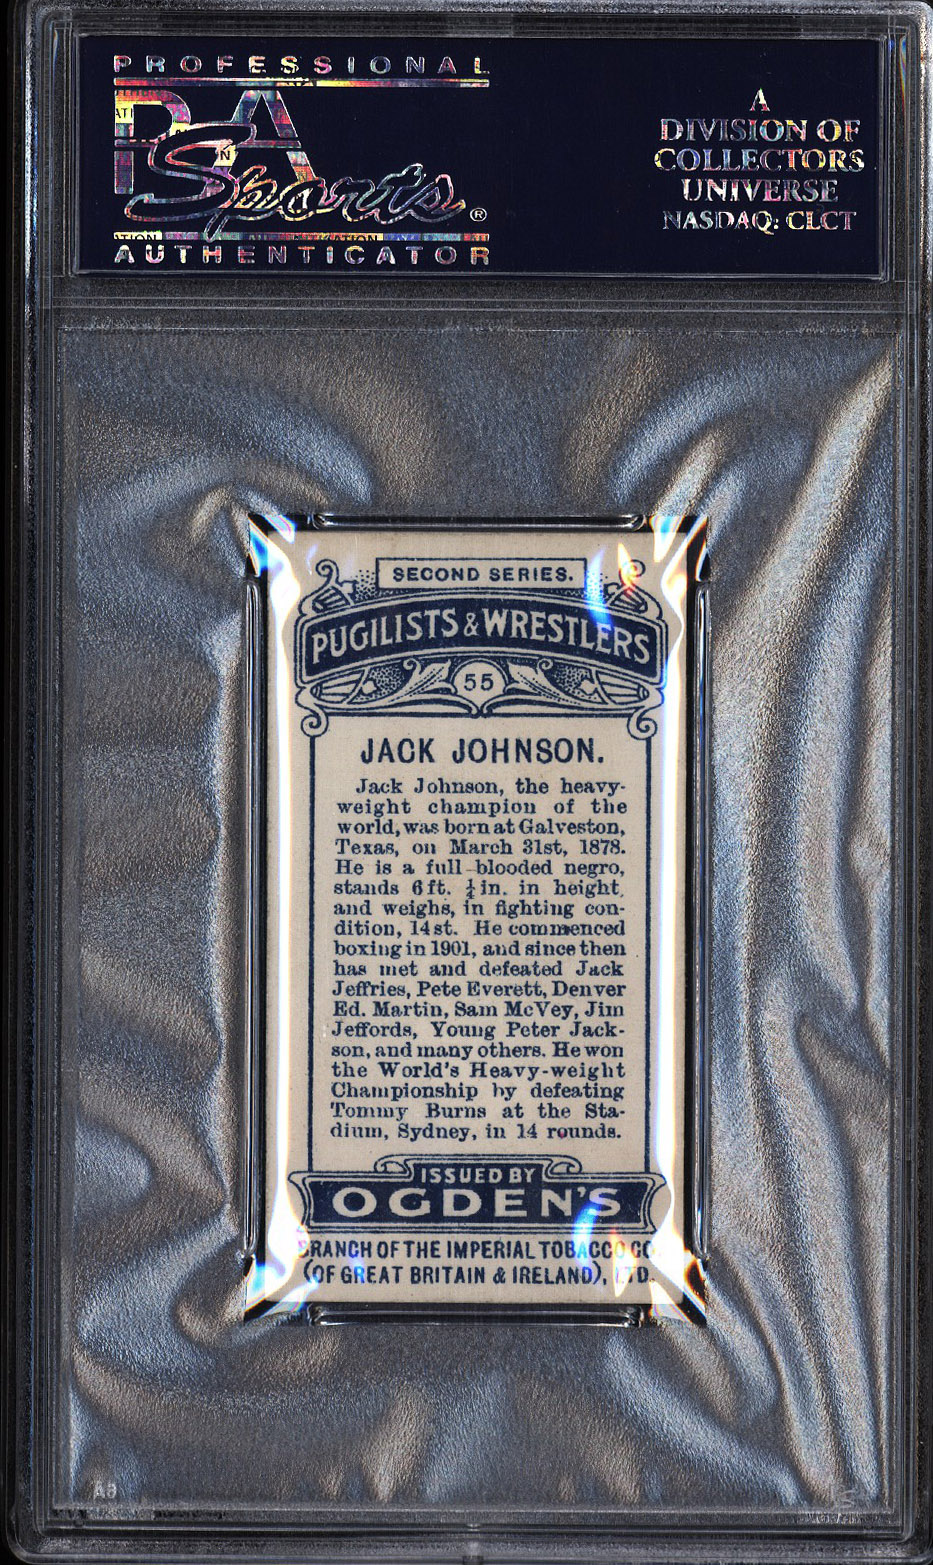 PROFESSIONAL
PSA
Sports®
AUTHENTICATOR
A
DIVISION OF
COLLECTORS
UNIVERSE
NASDAQ: CLCT
SECOND SERIES.
PUGILISTS & WRESTLERS
55
JACK JOHNSON.
Jack Johnson, the heavy-
weight champion of the
world, was born at Galveston,
Texas, on March 31st, 1878.
He is a full-blooded negro,
stands 6 ft. ¼ in. in height,
and weighs, in fighting con-
dition, 14 st. He commenced
boxing in 1901, and since then
has met and defeated Jack
Jeffries, Pete Everett, Denver
Ed. Martin, Sam McVey, Jim
Jeffords, Young Peter Jack-
son, and many others. He won
the World's Heavy-weight
Championship by defeating
Tommy Burns at the Sta-
dium, Sydney, in 14 rounds.
ISSUED BY
OGDEN'S
BRANCH OF THE IMPERIAL TOBACCO CO.
(OF GREAT BRITAIN & IRELAND), LTD.